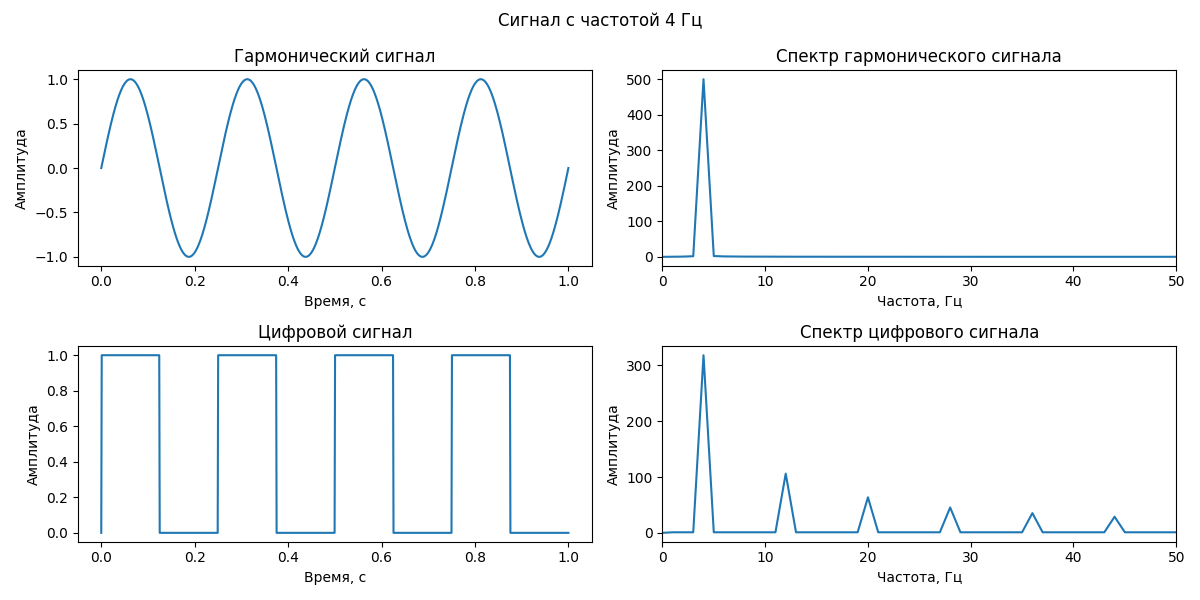 Сигнал с частотой 4 Гц
Гармонический сигнал
Амплитуда
1.0
0.5
0.0
−0.5
−1.0
0.0 0.2 0.4 0.6 0.8 1.0
Время, с
Спектр гармонического сигнала
Амплитуда
500
400
300
200
100
0
0 10 20 30 40 50
Частота, Гц
Цифровой сигнал
Амплитуда
1.0
0.8
0.6
0.4
0.2
0.0
0.0 0.2 0.4 0.6 0.8 1.0
Время, с
Спектр цифрового сигнала
Амплитуда
300
200
100
0
0 10 20 30 40 50
Частота, Гц